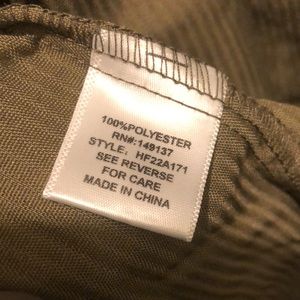 100%POLYESTER
RN#:149137
STYLE: HF22A171
SEE REVERSE
FOR CARE
MADE IN CHINA